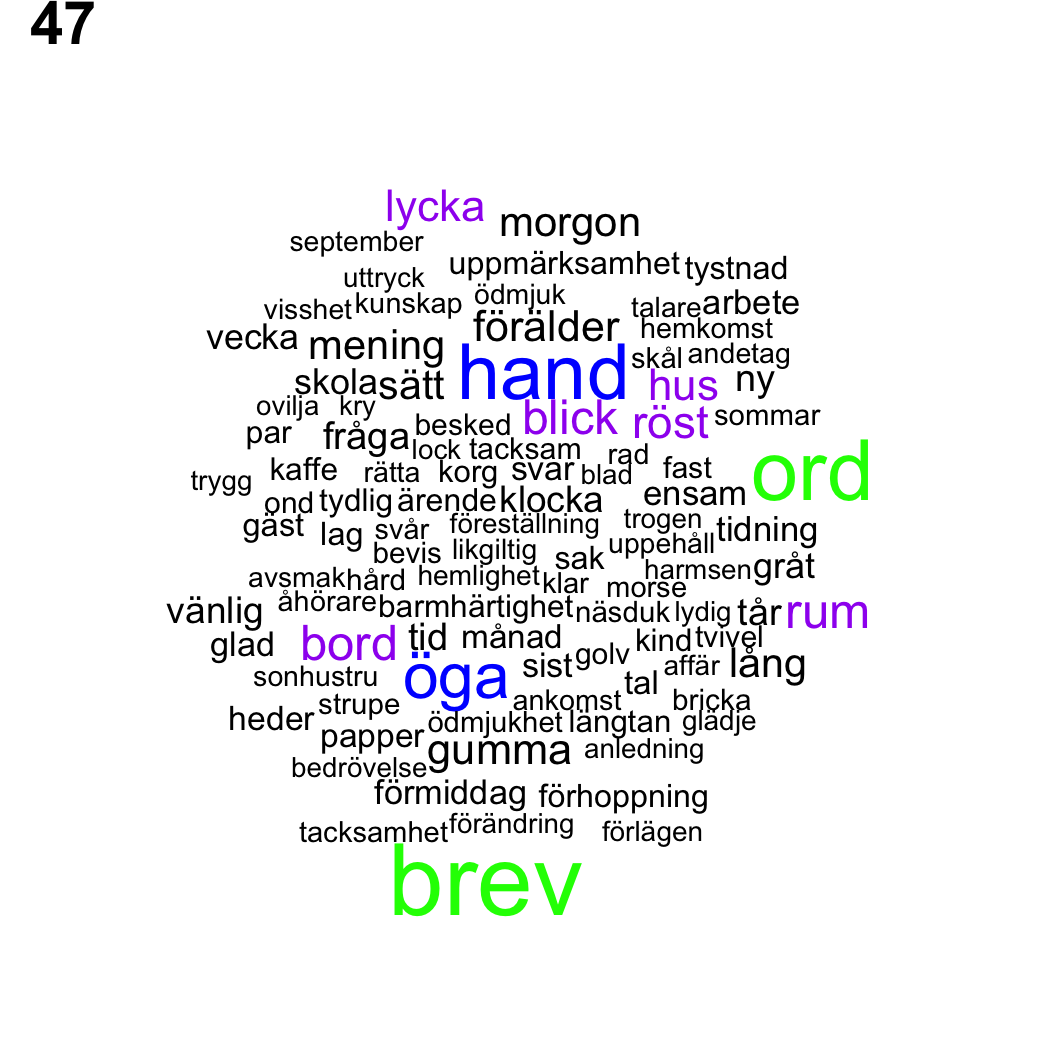 47
lycka morgon
september
uttryck uppmärksamhet tystnad
visshet kunskap ödmjuk talare arbete
vecka mening förälder hemkomst
skola sätt hand skål andetag
hus ny
ovilja kry blick röst sommar
par fråga besked
lock tacksam rad ord
trygg kaffe rätta korg svar blad fast
ond tydlig ärende klocka ensam
gäst lag svår föreställning trogen tidning
bevis likgiltig sak uppehåll
avsmak hård hemlighet klar morse harmsen gråt
vänlig åhörare barmhärtighet näsduk lydig tår rum
glad bord tid månad kind tvivel
sonhustru öga sist golv affär lång
strupe ankomst tal bricka
heder ödmjukhet längtan glädje
papper gumma anledning
bedrövelse
förmiddag förhoppning
tacksamhet förändring förlägen
brev